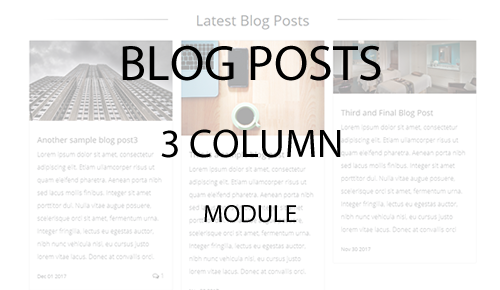 Latest Blog Posts
BLOG POSTS
3 COLUMN
MODULE
Another sample blog post3
Lorem ipsum dolor sit amet, consectetur
adipiscing elit. Etiam ullamcorper risus ut
quam eleifend pharetra. Aenean porta nibh
sed lacus mollis finibus. Integer sit amet
porttitor dui. Nulla vitae augue posuere,
scelerisque orci sit amet, fermentum urna.
Integer fringilla, lectus eu egestas auctor,
nibh nunc vehicula nisl, eu cursus justo
lorem vitae diam. Donec at convallis orci.
Dec 01 2017
Lorem ipsum dolor sit amet, consectetur
adipiscing elit. Etiam ullamcorper risus ut
quam eleifend pharetra. Aenean porta nibh
sed lacus mollis finibus. Integer sit amet
porttitor dui. Nulla vitae augue posuere,
scelerisque orci sit amet, fermentum urna.
Integer fringilla, lectus eu egestas auctor,
nibh nunc vehicula nisl, eu cursus justo
lorem vitae diam. Donec at convallis orci.
Third and Final Blog Post
Lorem ipsum dolor sit amet, consectetur
adipiscing elit. Etiam ullamcorper risus ut
quam eleifend pharetra. Aenean porta nibh
sed lacus mollis finibus. Integer sit amet
porttitor dui. Nulla vitae augue posuere,
scelerisque orci sit amet, fermentum urna.
Integer fringilla, lectus eu egestas auctor,
nibh nunc vehicula nisl, eu cursus justo
lorem vitae diam. Donec at convallis orci.
Nov 30 2017